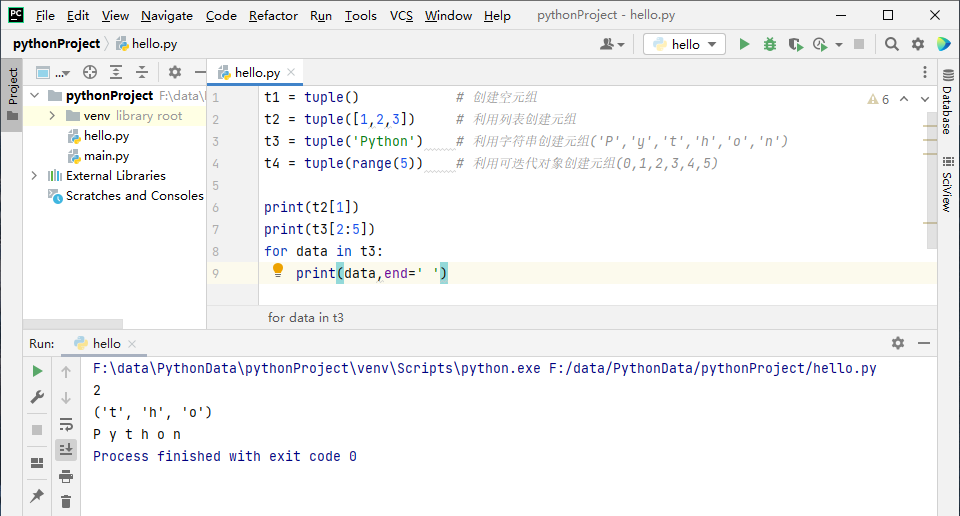 PC File Edit View Navigate Code Refactor Run Tools VCS Window Help pythonProject - hello.py
pythonProject hello.py hello
Project
...
pythonProject F:\data\
venv library root
hello.py
main.py
External Libraries
Scratches and Consoles
hello.py
1 t1 = tuple() # 创建空元组
2 t2 = tuple([1,2,3]) # 利用列表创建元组
3 t3 = tuple('Python') # 利用字符串创建元组('P','y','t','h','o','n')
4 t4 = tuple(range(5)) # 利用可迭代对象创建元组(0,1,2,3,4,5)
5
6 print(t2[1])
7 print(t3[2:5])
8 for data in t3:
9 print(data,end=' ')
6
for data in t3
Database
SciView
Run: hello
F:\data\PythonData\pythonProject\venv\Scripts\python.exe F:/data/PythonData/pythonProject/hello.py
2
('t', 'h', 'o')
P y t h o n
Process finished with exit code 0